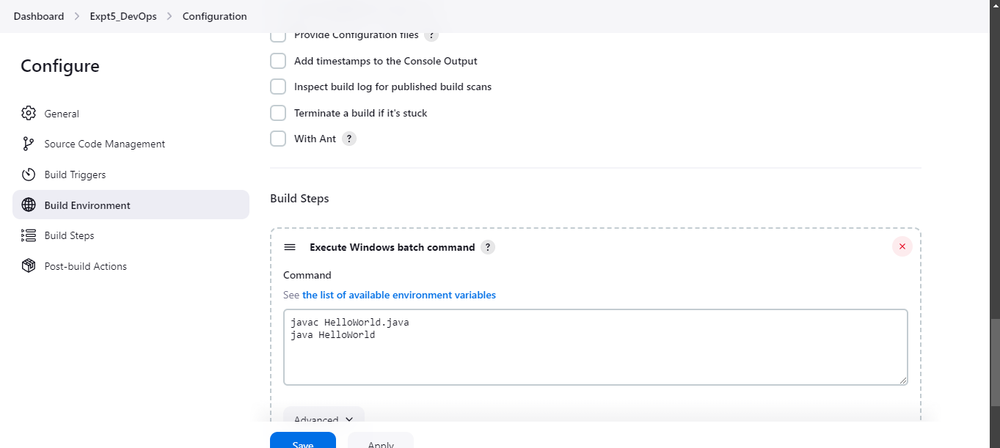 Dashboard > Expt5_DevOps > Configuration
Configure
General
Source Code Management
Build Triggers
Build Environment
Build Steps
Post-build Actions
Provide Configuration files ?
Add timestamps to the Console Output
Inspect build log for published build scans
Terminate a build if it's stuck
With Ant ?
Build Steps
Execute Windows batch command ?
Command
See the list of available environment variables
javac HelloWorld.java
java HelloWorld
Advanced
Save Apply